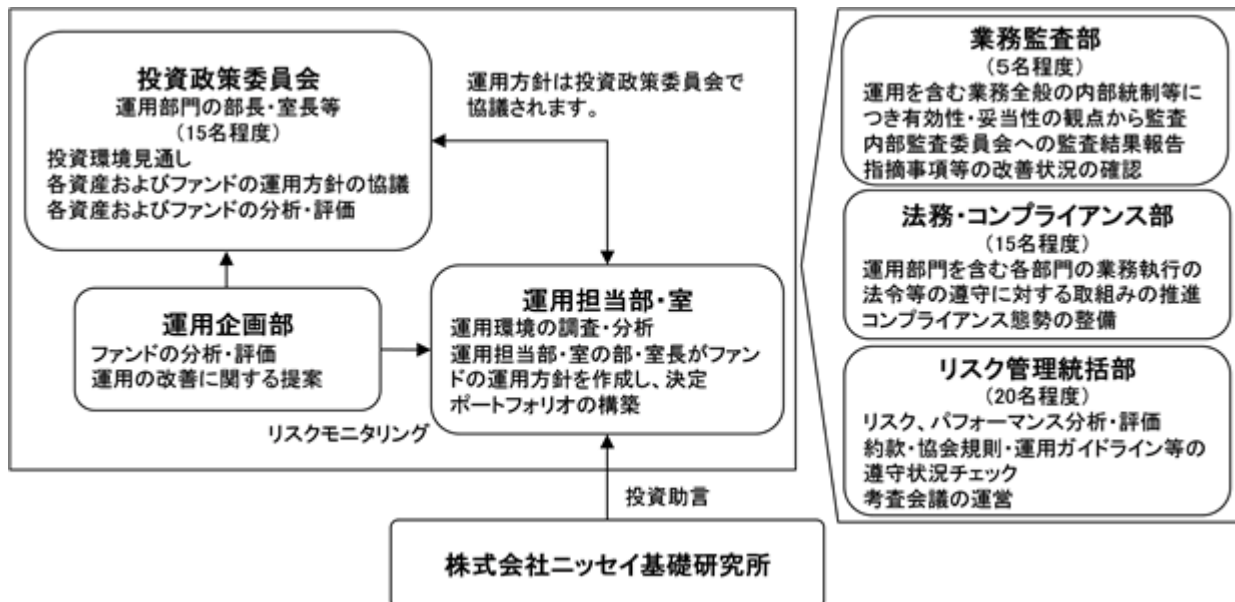 投資政策委員会
運用部門の部長・室長等
(15名程度)
投資環境見通し
各資産およびファンドの運用方針の協議
各資産およびファンドの分析・評価
運用方針は投資政策委員会で
協議されます。
運用企画部
ファンドの分析・評価
運用の改善に関する提案
リスクモニタリング
運用担当部・室
運用環境の調査・分析
運用担当部・室の部・室長がファン
ドの運用方針を作成し、決定
ポートフォリオの構築
投資助言
株式会社ニッセイ基礎研究所
業務監査部
(5名程度)
運用を含む業務全般の内部統制等に
つき有効性・妥当性の観点から監査
内部監査委員会への監査結果報告
指摘事項等の改善状況の確認
法務・コンプライアンス部
(15名程度)
運用部門を含む各部門の業務執行の
法令等の遵守に対する取組みの推進
コンプライアンス態勢の整備
リスク管理統括部
(20名程度)
リスク、パフォーマンス分析・評価
約款・協会規則・運用ガイドライン等の
遵守状況チェック
考査会議の運営